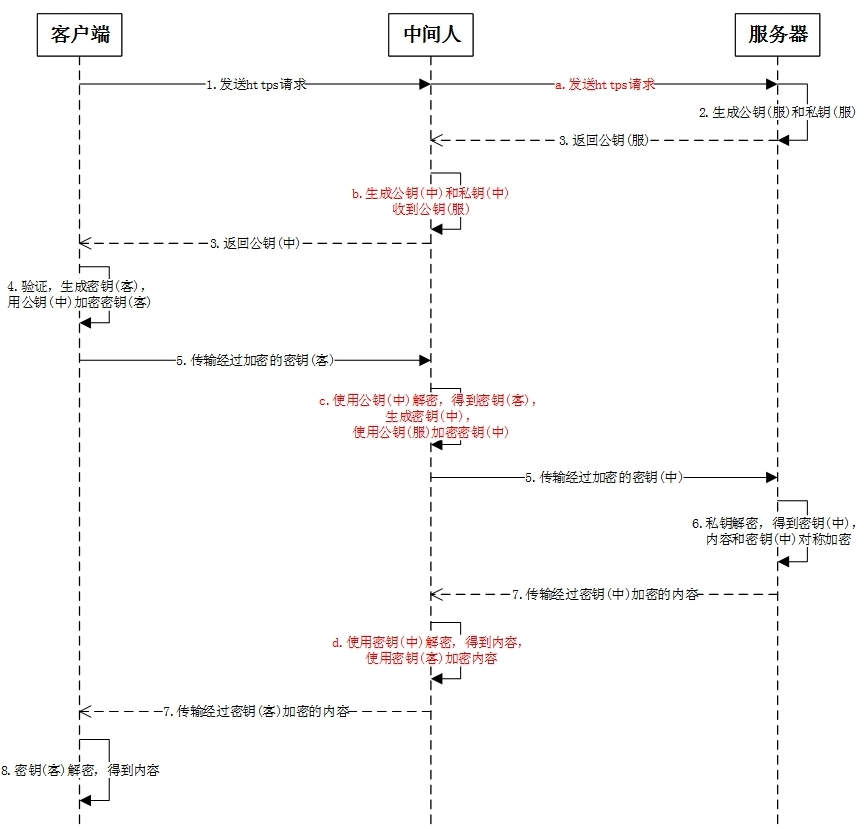 客户端
中间人
服务器
1.发送https请求
a.发送https请求
2.生成公钥(服)和私钥(服)
3.返回公钥(服)
b.生成公钥(中)和私钥(中)
收到公钥(服)
3.返回公钥(中)
4.验证，生成密钥(客)，
用公钥(中)加密密钥(客)
5.传输经过加密的密钥(客)
c.使用公钥(中)解密，得到密钥(客)，
生成密钥(中)，
使用公钥(服)加密密钥(中)
5.传输经过加密的密钥(中)
6.私钥解密，得到密钥(中)，
内容和密钥(中)对称加密
7.传输经过密钥(中)加密的内容
d.使用密钥(中)解密，得到内容，
使用密钥(客)加密内容
7.传输经过密钥(客)加密的内容
8.密钥(客)解密，得到内容